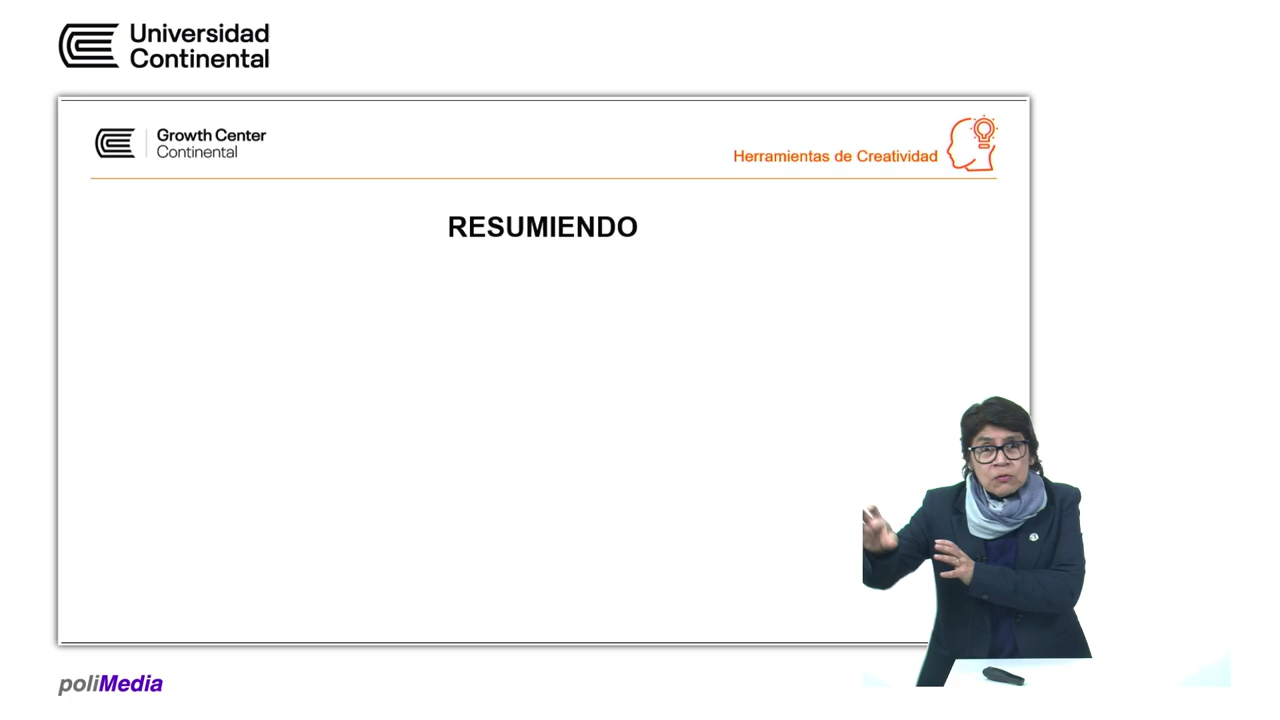 Universidad
Continental
Growth Center
Continental
Herramientas de Creatividad
RESUMIENDO
poliMedia